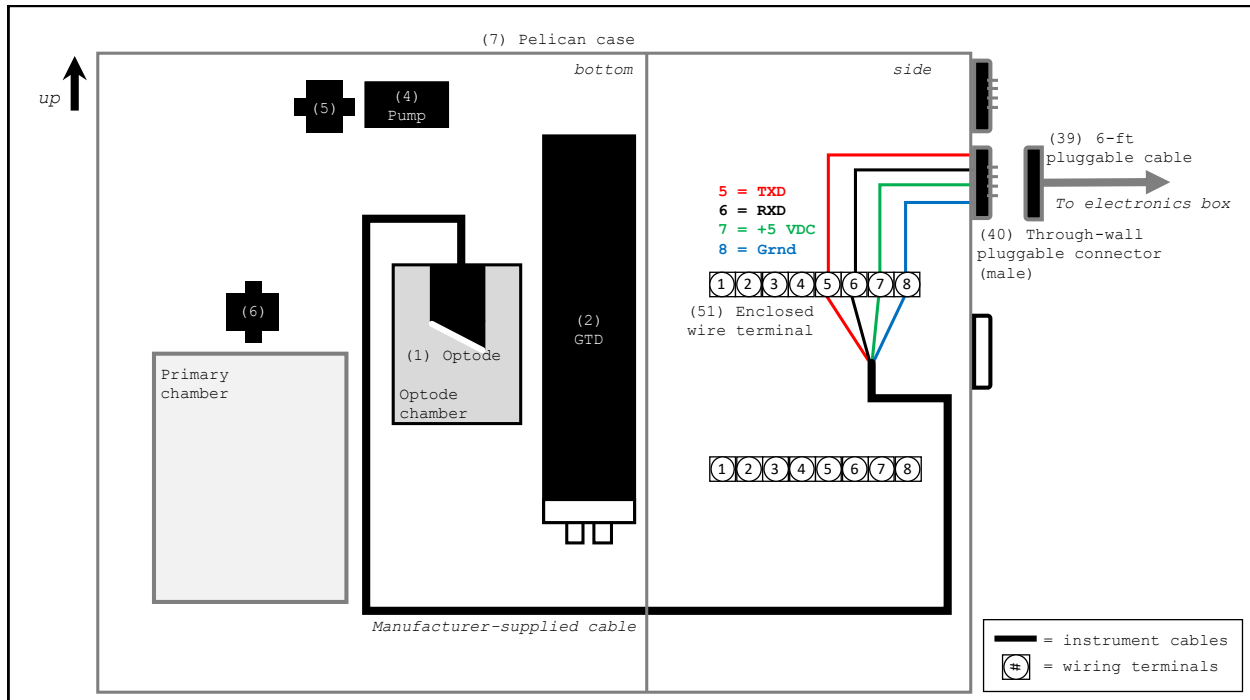 (7) Pelican case
bottom
side
up
(5)
(4)
Pump
(39) 6-ft
pluggable cable
To electronics box
5 = TXD
6 = RXD
7 = +5 VDC
8 = Grnd
(40) Through-wall
pluggable connector
(male)
1 2 3 4 5 6 7 8
(51) Enclosed
wire terminal
(6)
(2)
GTD
(1) Optode
Optode
chamber
Primary
chamber
1 2 3 4 5 6 7 8
Manufacturer-supplied cable
= instrument cables
# = wiring terminals